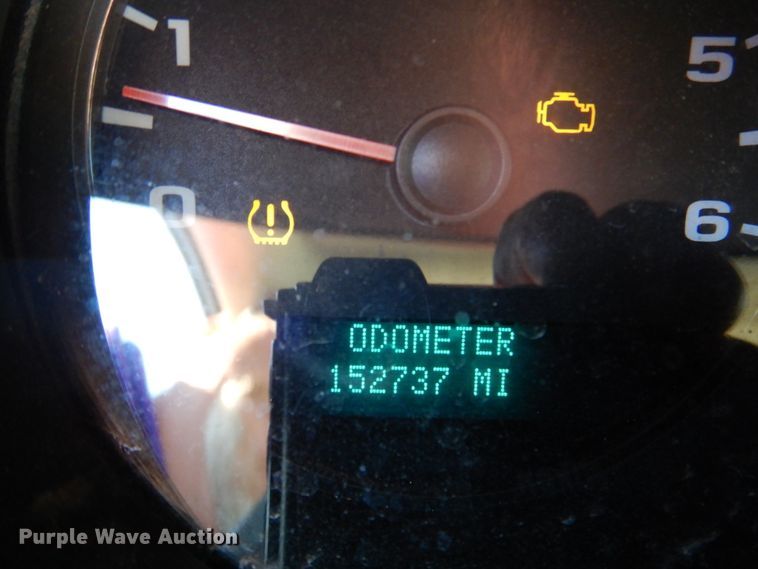 1
5
0
6
ODOMETER
152737 MI
Purple Wave Auction